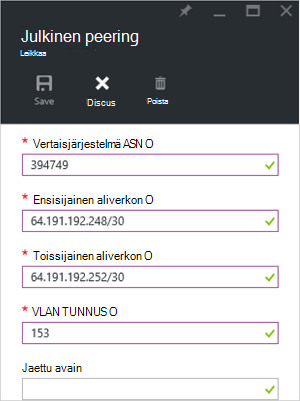 Julkinen peering
Leikkaa
Save Discus Poista
* Vertaisjärjestelmä ASN O
394749
* Ensisijainen aliverkon O
64.191.192.248/30
* Toissijainen aliverkon O
64.191.192.252/30
* VLAN TUNNUS O
153
Jaettu avain